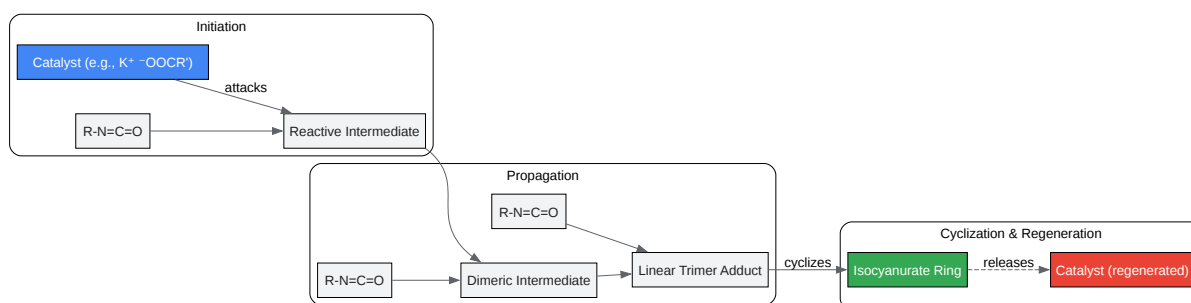 Initiation
Catalyst (e.g., K⁺ ⁻OOCR')
attacks
R-N=C=O
Reactive Intermediate
Propagation
R-N=C=O
R-N=C=O
Dimeric Intermediate
Linear Trimer Adduct
cyclizes
Cyclization & Regeneration
Isocyanurate Ring
releases
Catalyst (regenerated)